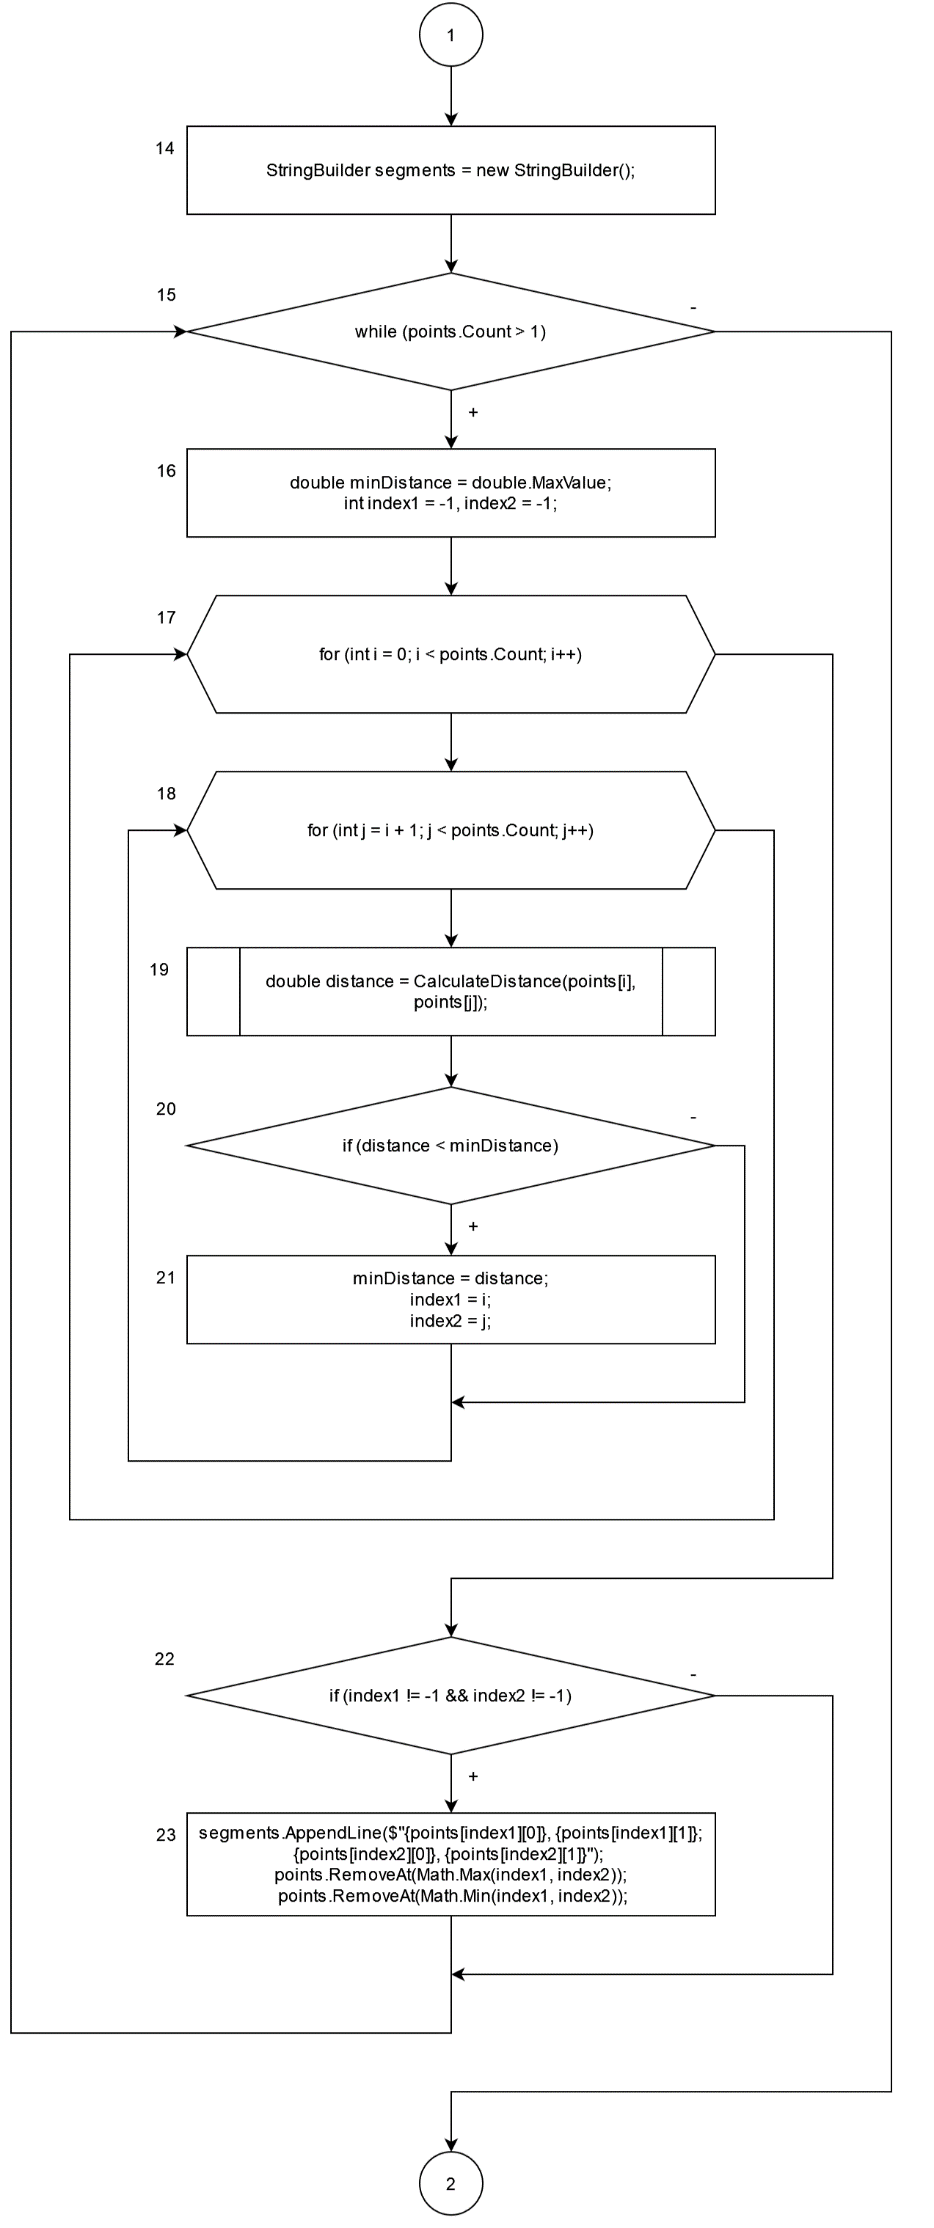 1
14
StringBuilder segments = new StringBuilder();
15
-
while (points.Count > 1)
+
16
double minDistance = double.MaxValue;
int index1 = -1, index2 = -1;
17
for (int i = 0; i < points.Count; i++)
18
for (int j = i + 1; j < points.Count; j++)
19
double distance = CalculateDistance(points[i],
points[j]);
20
-
if (distance < minDistance)
+
21
minDistance = distance;
index1 = i;
index2 = j;
22
-
if (index1 != -1 && index2 != -1)
+
23
segments.AppendLine($"{points[index1][0]}, {points[index1][1]};
{points[index2][0]}, {points[index2][1]}");
points.RemoveAt(Math.Max(index1, index2));
points.RemoveAt(Math.Min(index1, index2));
2